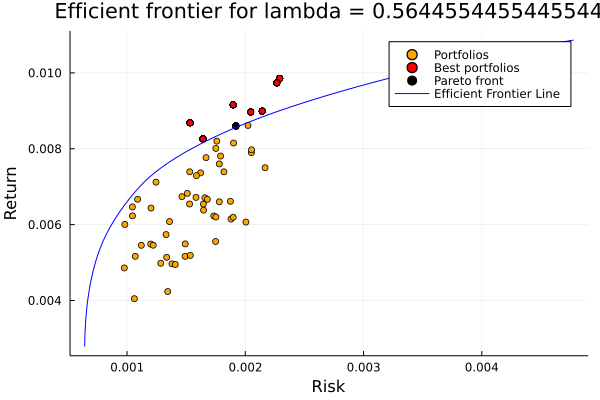 Efficient frontier for lambda = 0.5644554455445544
Portfolios
Best portfolios
Pareto front
Efficient Frontier Line
0.010
0.008
0.006
0.004
Return
0.001 0.002 0.003 0.004
Risk